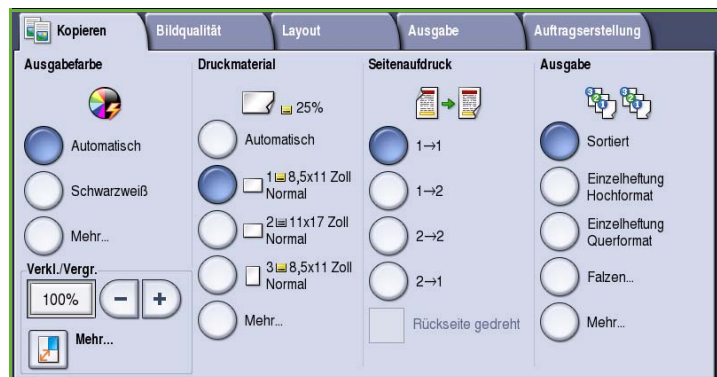 Kopieren
Bildqualität
Layout
Ausgabe
Auftragserstellung
Ausgabefarbe
Automatisch
Schwarzweiß
Mehr...
Verkl./Vergr.
100%
Mehr...
Druckmaterial
25%
Automatisch
1 8,5x11 Zoll
Normal
2 11x17 Zoll
Normal
3 8,5x11 Zoll
Normal
Mehr...
Seitenaufdruck
1→1
1→2
2→2
2→1
Rückseite gedreht
Ausgabe
Sortiert
Einzelheftung
Hochformat
Einzelheftung
Querformat
Falzen...
Mehr...